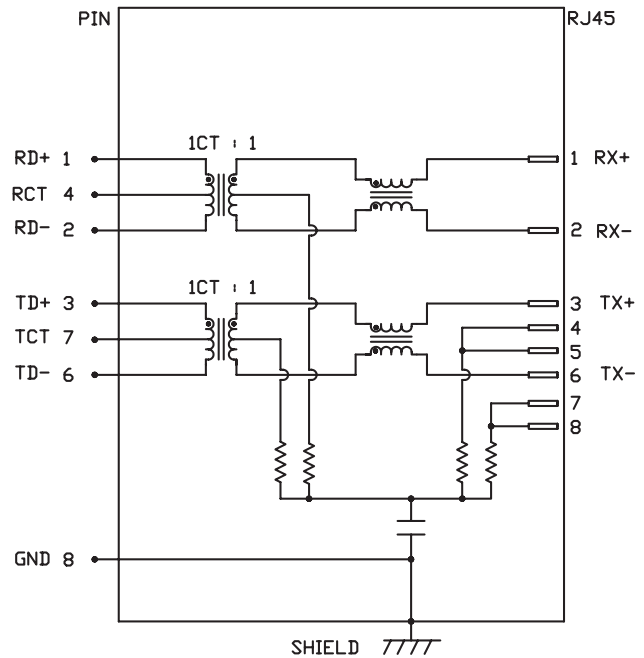 PIN RJ45
1CT : 1
RD+ 1 1 RX+
RCT 4
RD- 2 2 RX-
1CT : 1
TD+ 3 3 TX+
4
TCT 7
5
TD- 6 6 TX-
7
8
GND 8
SHIELD